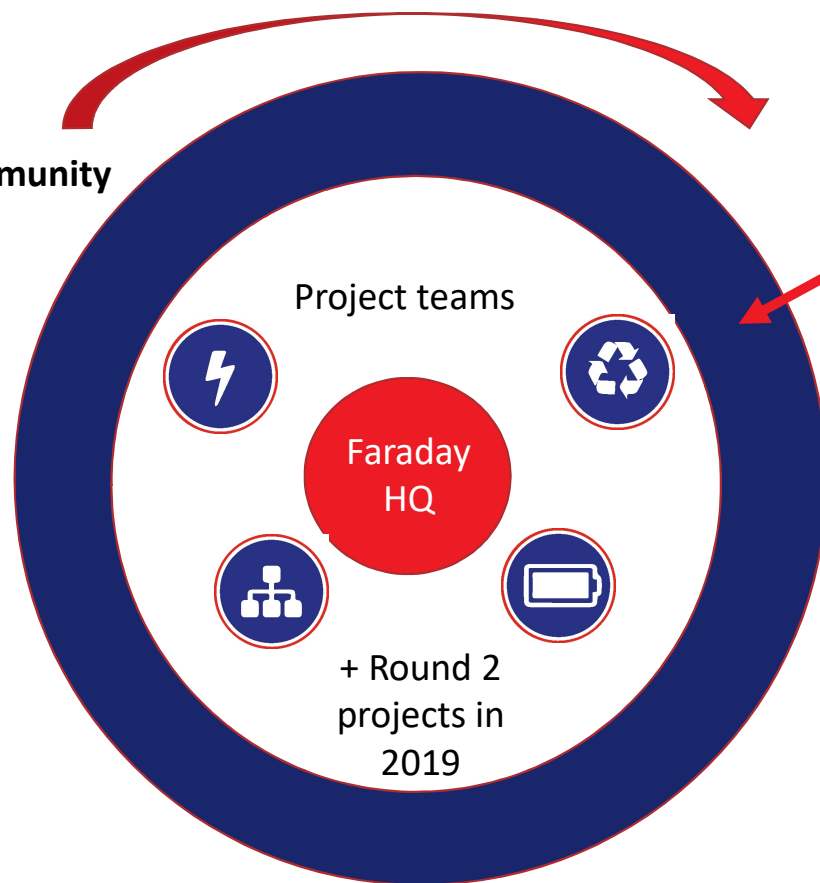 munity
Project teams
Faraday
HQ
+ Round 2
projects in
2019